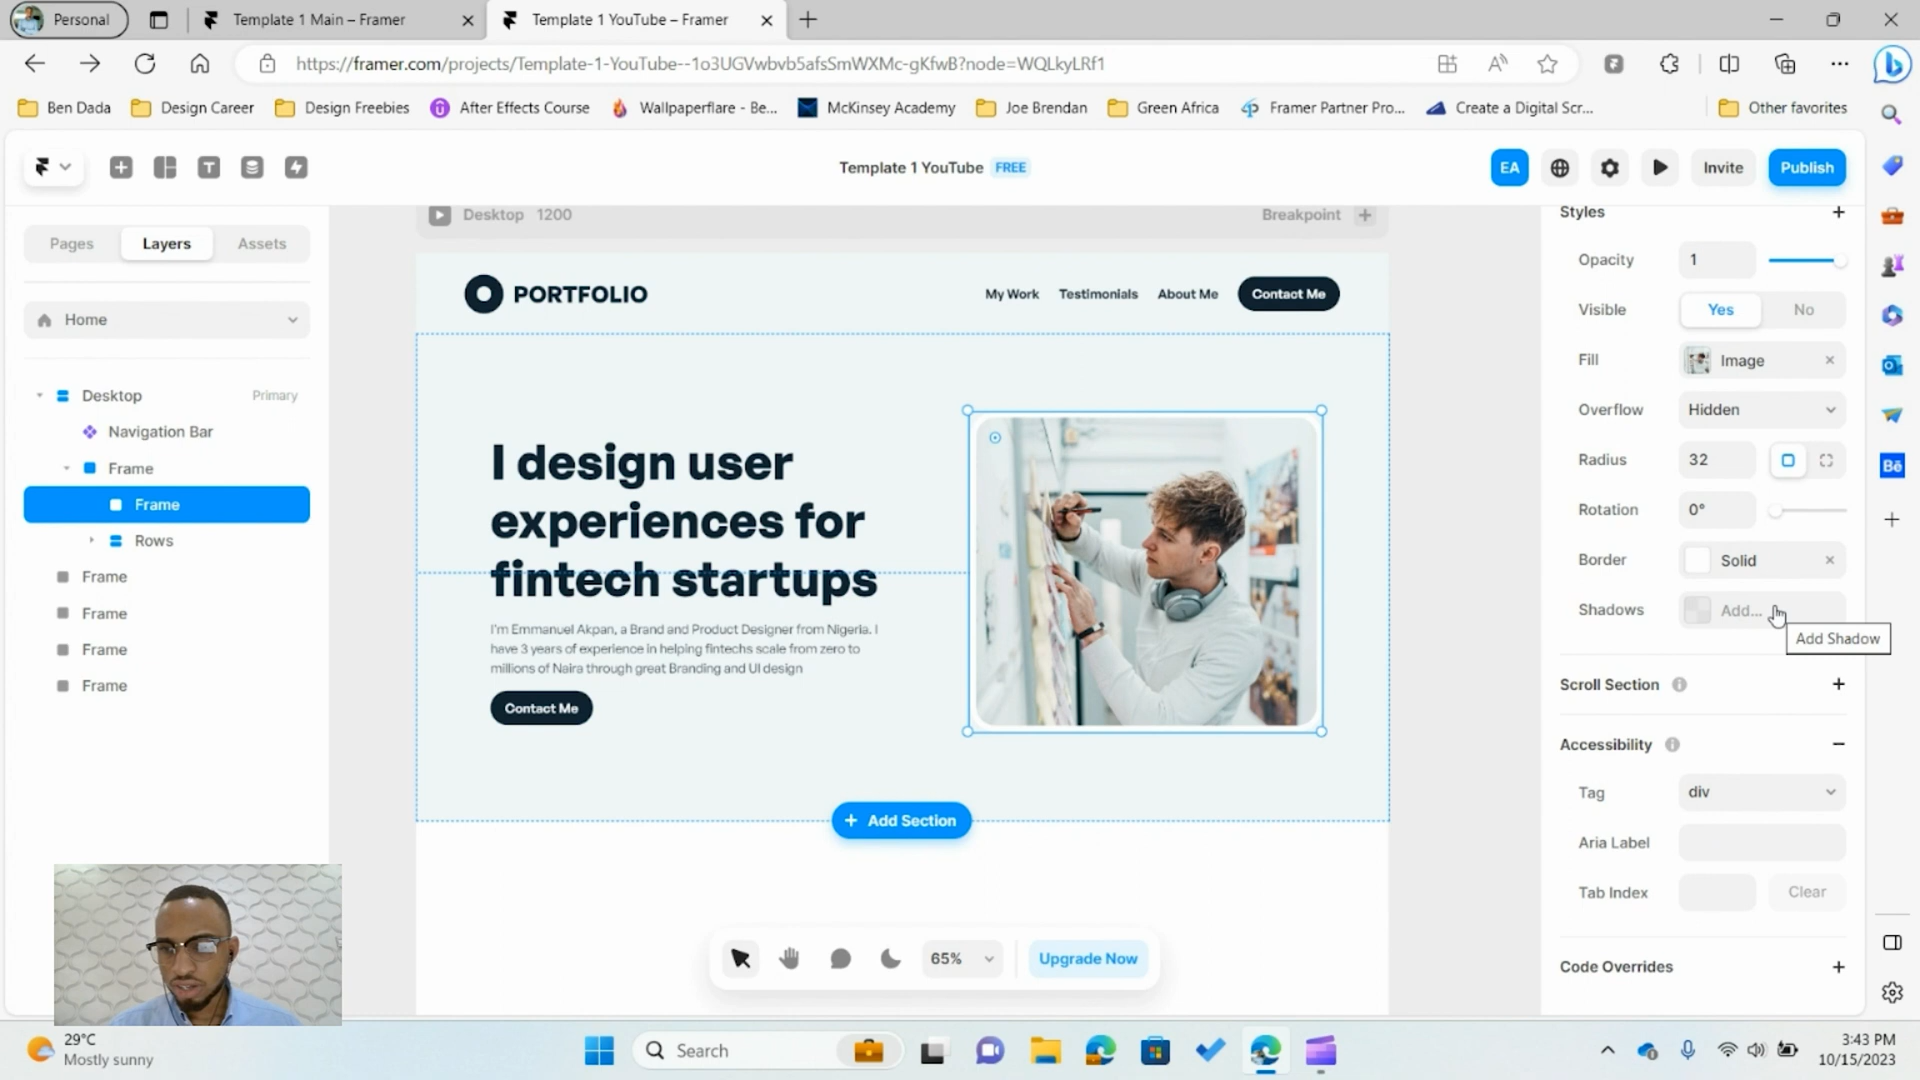 Personal
Template 1 Main – Framer
Template 1 YouTube – Framer
https://framer.com/projects/Template-1-YouTube--1o3UGVwbvb5afsSmWXMc-gKfwB?node=WQLkyLRf1
Ben Dada
Design Career
Design Freebies
After Effects Course
Wallpaperflare - Be...
McKinsey Academy
Joe Brendan
Green Africa
Framer Partner Pro...
Create a Digital Scr...
Other favorites
Template 1 YouTube FREE
EA
Invite
Publish
Pages
Layers
Assets
Home
Desktop Primary
Navigation Bar
Frame
Frame
Rows
Frame
Frame
Frame
Frame
Desktop 1200
Breakpoint
PORTFOLIO
My Work
Testimonials
About Me
Contact Me
I design user
experiences for
fintech startups
I'm Emmanuel Akpan, a Brand and Product Designer from Nigeria. I
have 3 years of experience in helping fintechs scale from zero to
millions of Naira through great Branding and UI design
Contact Me
Add Section
65%
Upgrade Now
Styles
Opacity 1
Visible Yes No
Fill Image
Overflow Hidden
Radius 32
Rotation 0°
Border Solid
Shadows Add...
Add Shadow
Scroll Section
Accessibility
Tag div
Aria Label
Tab Index Clear
Code Overrides
Bē
29°C
Mostly sunny
Search
3:43 PM
10/15/2023